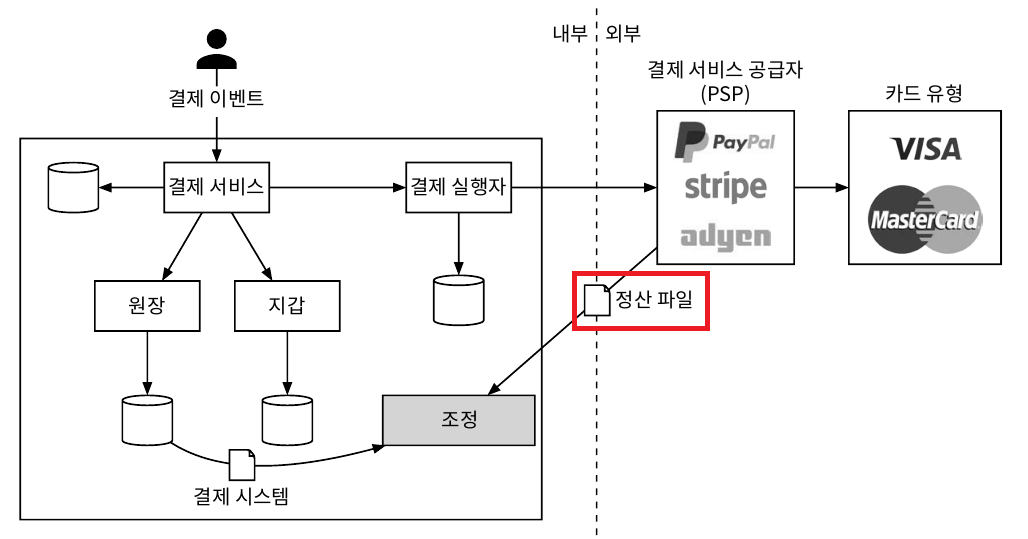 내부
외부
결제 서비스 공급자
(PSP)
카드 유형
결제 이벤트
PayPal
stripe
adyen
VISA
MasterCard
결제 서비스
결제 실행자
원장
지갑
정산 파일
조정
결제 시스템